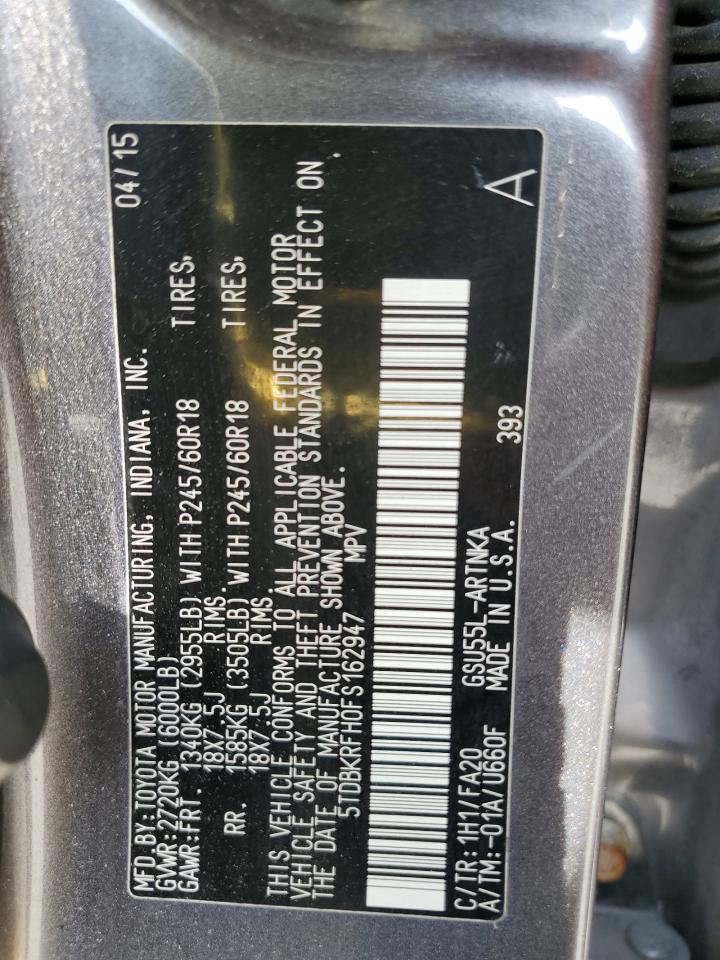 MFD.BY:TOYOTA MOTOR MANUFACTURING, INDIANA, INC. 04/15
GVWR:2720KG (6000LB)
GAWR:FRT. 1340KG (2955LB) WITH P245/60R18 TIRES,
18X7.5J RIMS.
RR. 1585KG (3505LB) WITH P245/60R18 TIRES,
18X7.5J RIMS
THIS VEHICLE CONFORMS TO ALL APPLICABLE FEDERAL MOTOR
VEHICLE SAFETY AND THEFT PREVENTION STANDARDS IN EFFECT ON
THE DATE OF MANUFACTURE SHOWN ABOVE.
5TDBKRFH0FS162947 MPV
C/TR:1H1/FA20 GSU55L-ARTNKA 393
A/TM:-01A/U660F MADE IN U.S.A. A